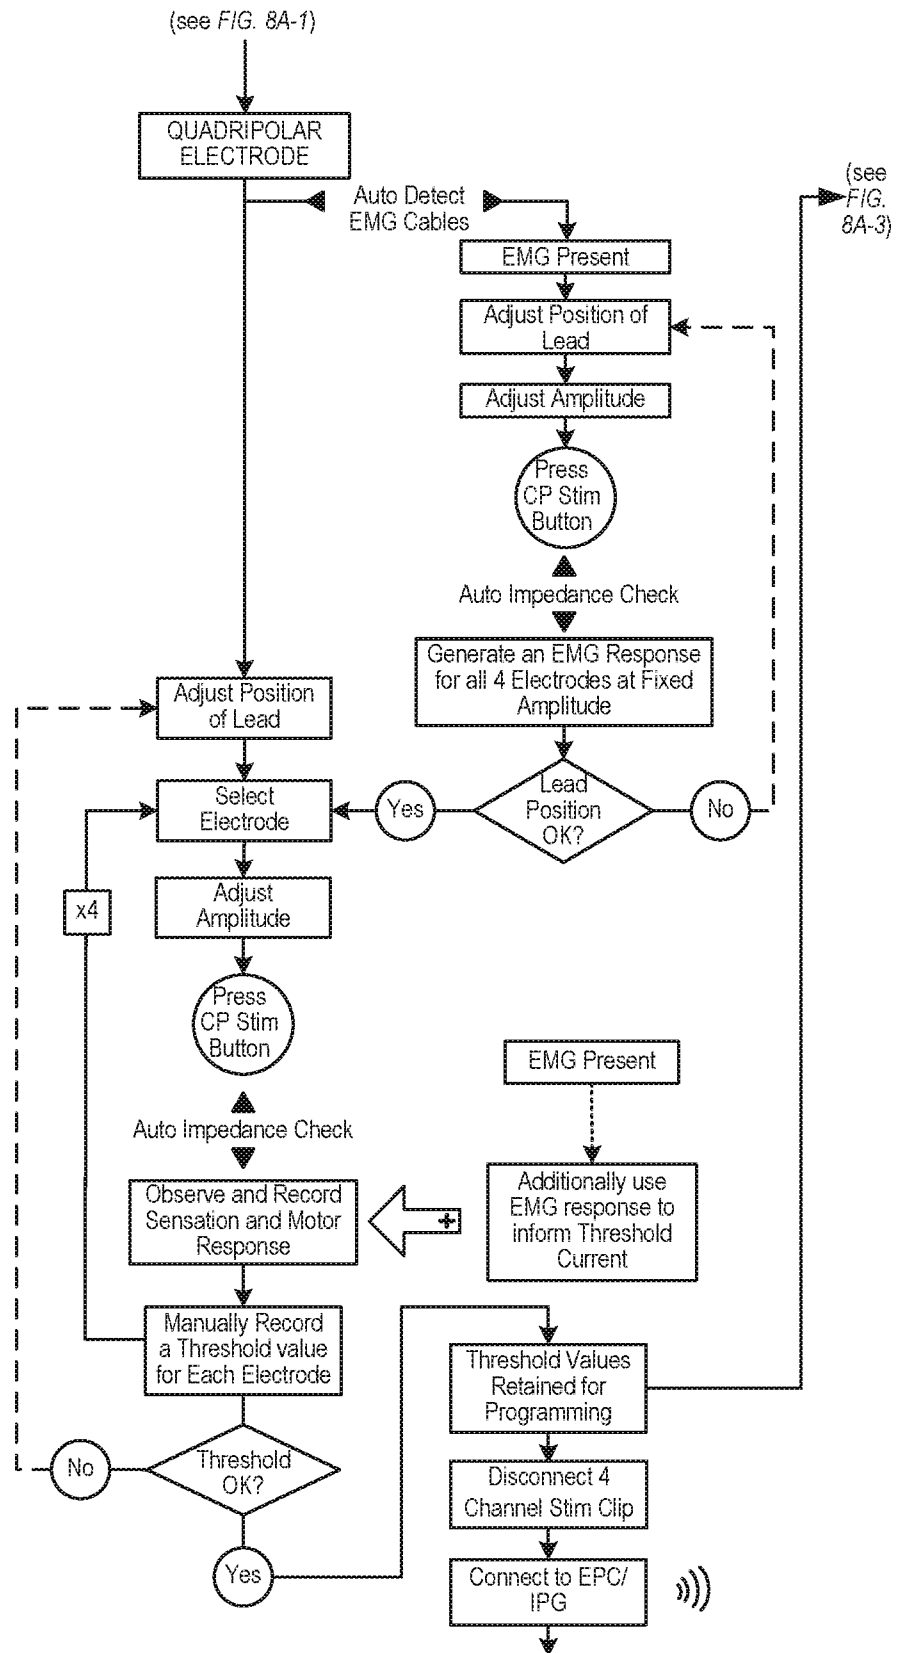 (see FIG. 8A-1)
QUADRIPOLAR
ELECTRODE
Auto Detect
EMG Cables
(see
FIG.
8A-3)
EMG Present
Adjust Position of
Lead
Adjust Amplitude
Press
CP Stim
Button
Auto Impedance Check
Generate an EMG Response
for all 4 Electrodes at Fixed
Amplitude
Lead
Position
OK?
Yes
No
Adjust Position
of Lead
Select
Electrode
x4
Adjust
Amplitude
Press
CP Stim
Button
Auto Impedance Check
Observe and Record
Sensation and Motor
Response
+
EMG Present
Additionally use
EMG response to
inform Threshold
Current
Manually Record
a Threshold value
for Each Electrode
Threshold
OK?
No
Yes
Threshold Values
Retained for
Programming
Disconnect 4
Channel Stim Clip
Connect to EPC/
IPG